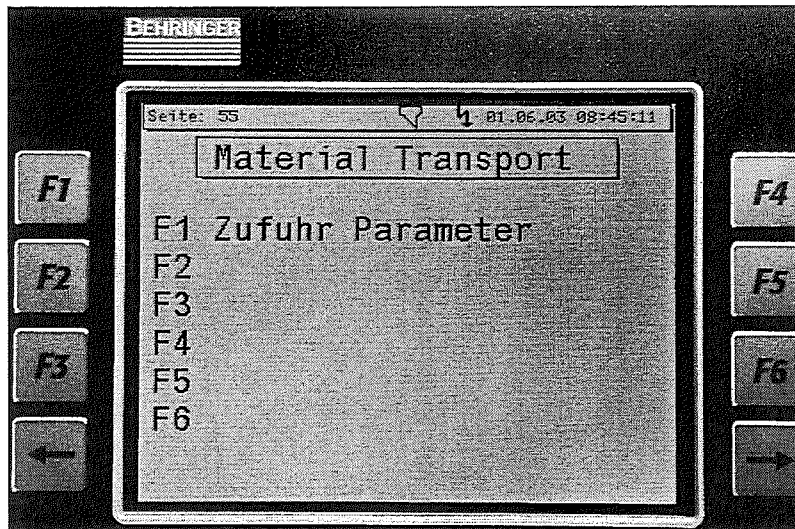 BEHRINGER
Seite: 55 01.06.03 08:45:11
Material Transport
F1 Zufuhr Parameter
F2
F3
F4
F5
F6
F1
F2
F3
F4
F5
F6